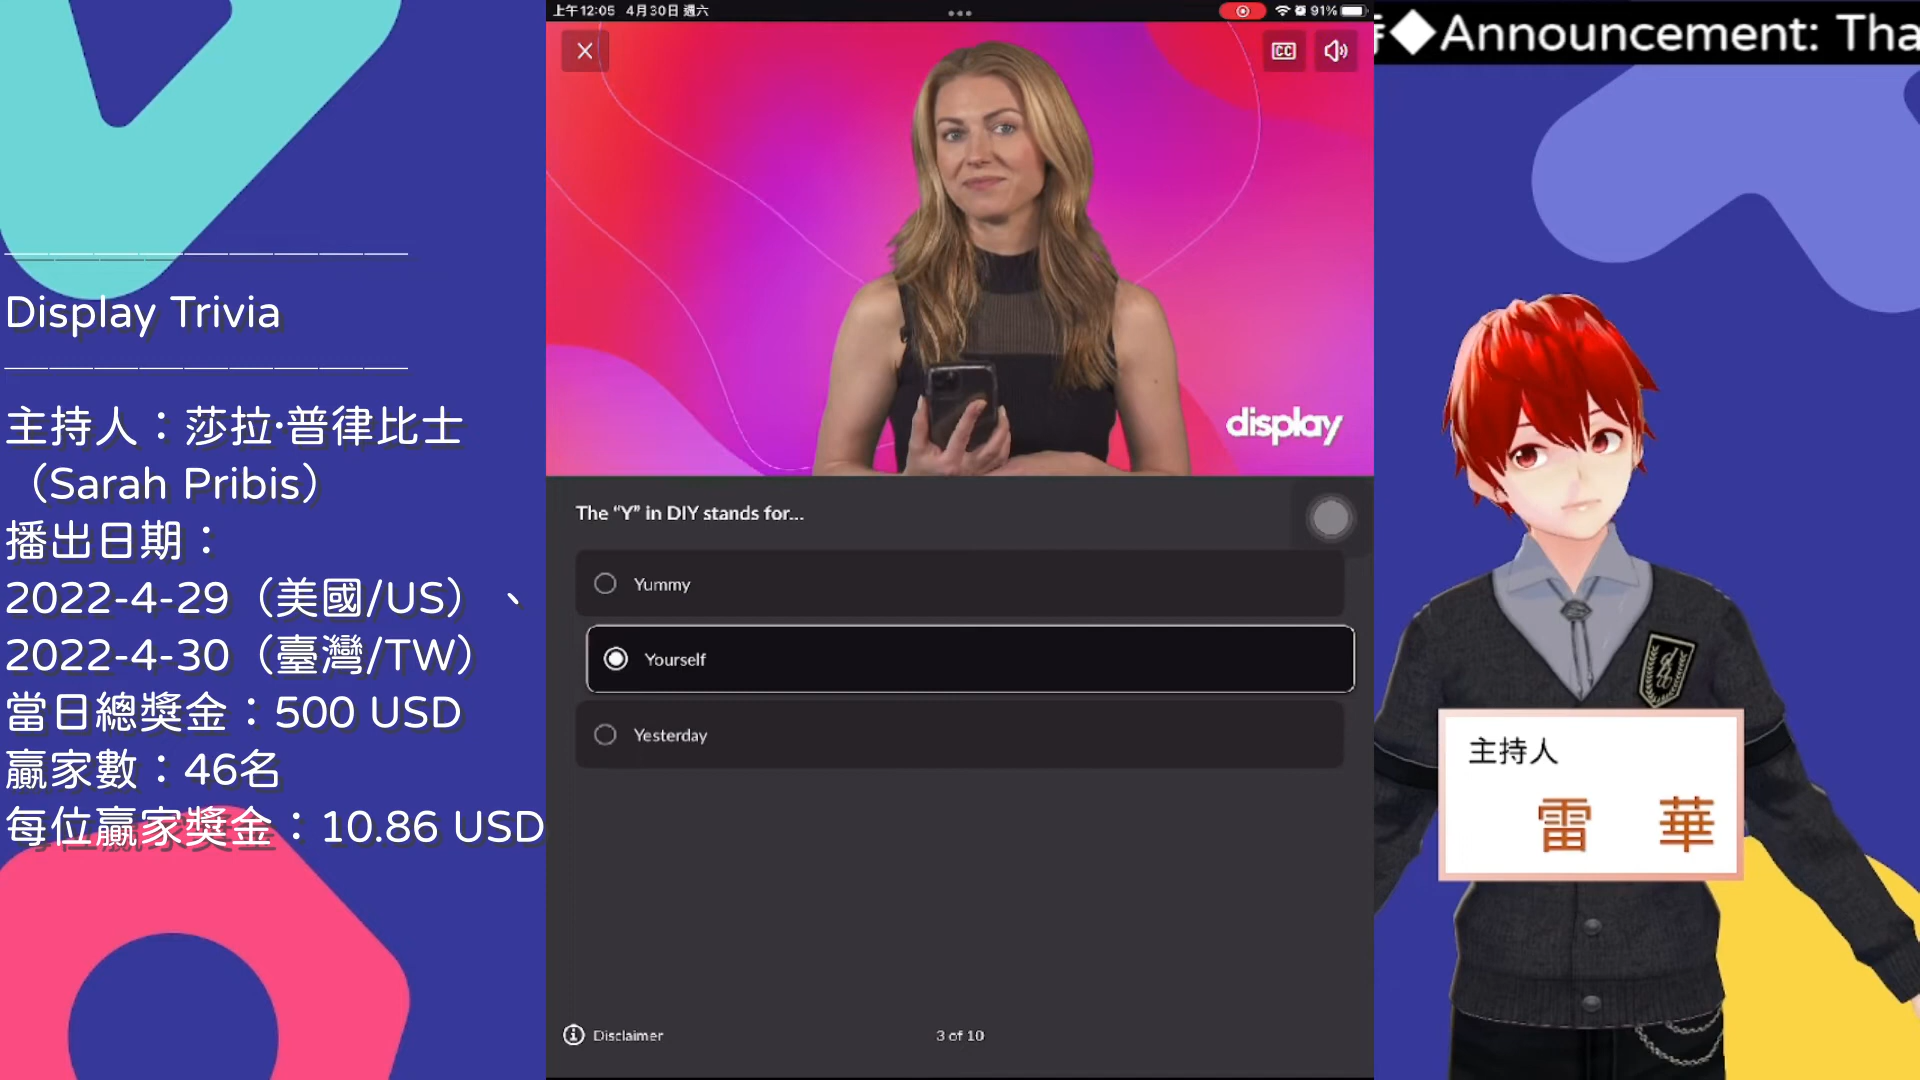 上午12:05 4月30日 週六
91%
◆Announcement: Tha
CC
display
Display Trivia
主持人：莎拉·普律比士
（Sarah Pribis）
播出日期：
2022-4-29（美國/US）、
2022-4-30（臺灣/TW）
當日總獎金：500 USD
贏家數：46名
每位贏家獎金：10.86 USD
The “Y” in DIY stands for...
Yummy
Yourself
Yesterday
Disclaimer
3 of 10
主持人
雷 華